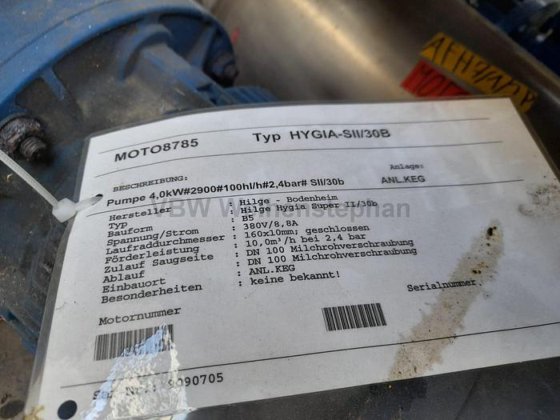 MOTO8785 Typ HYGIA-SII/30B
BESCHREIBUNG: Anlage:
Pumpe 4,0kW#2900#100hl/h#2,4bar# SII/30b ANL.KEG
Hersteller : Hilge - Bodenheim
Typ : Hilge Hygia Super II/30b
Bauform : B5
Spannung/Strom : 380V/8,8A
Laufraddurchmesser : 160x10mm; geschlossen
Förderleistung : 10,0m³/h bei 2,4 bar
Zulauf Saugseite : DN 100 Milchrohrverschraubung
Ablauf : DN 100 Milchrohrverschraubung
Einbauort : ANL.KEG
Besonderheiten : keine bekannt!
Motornummer Serialnummer
9090705